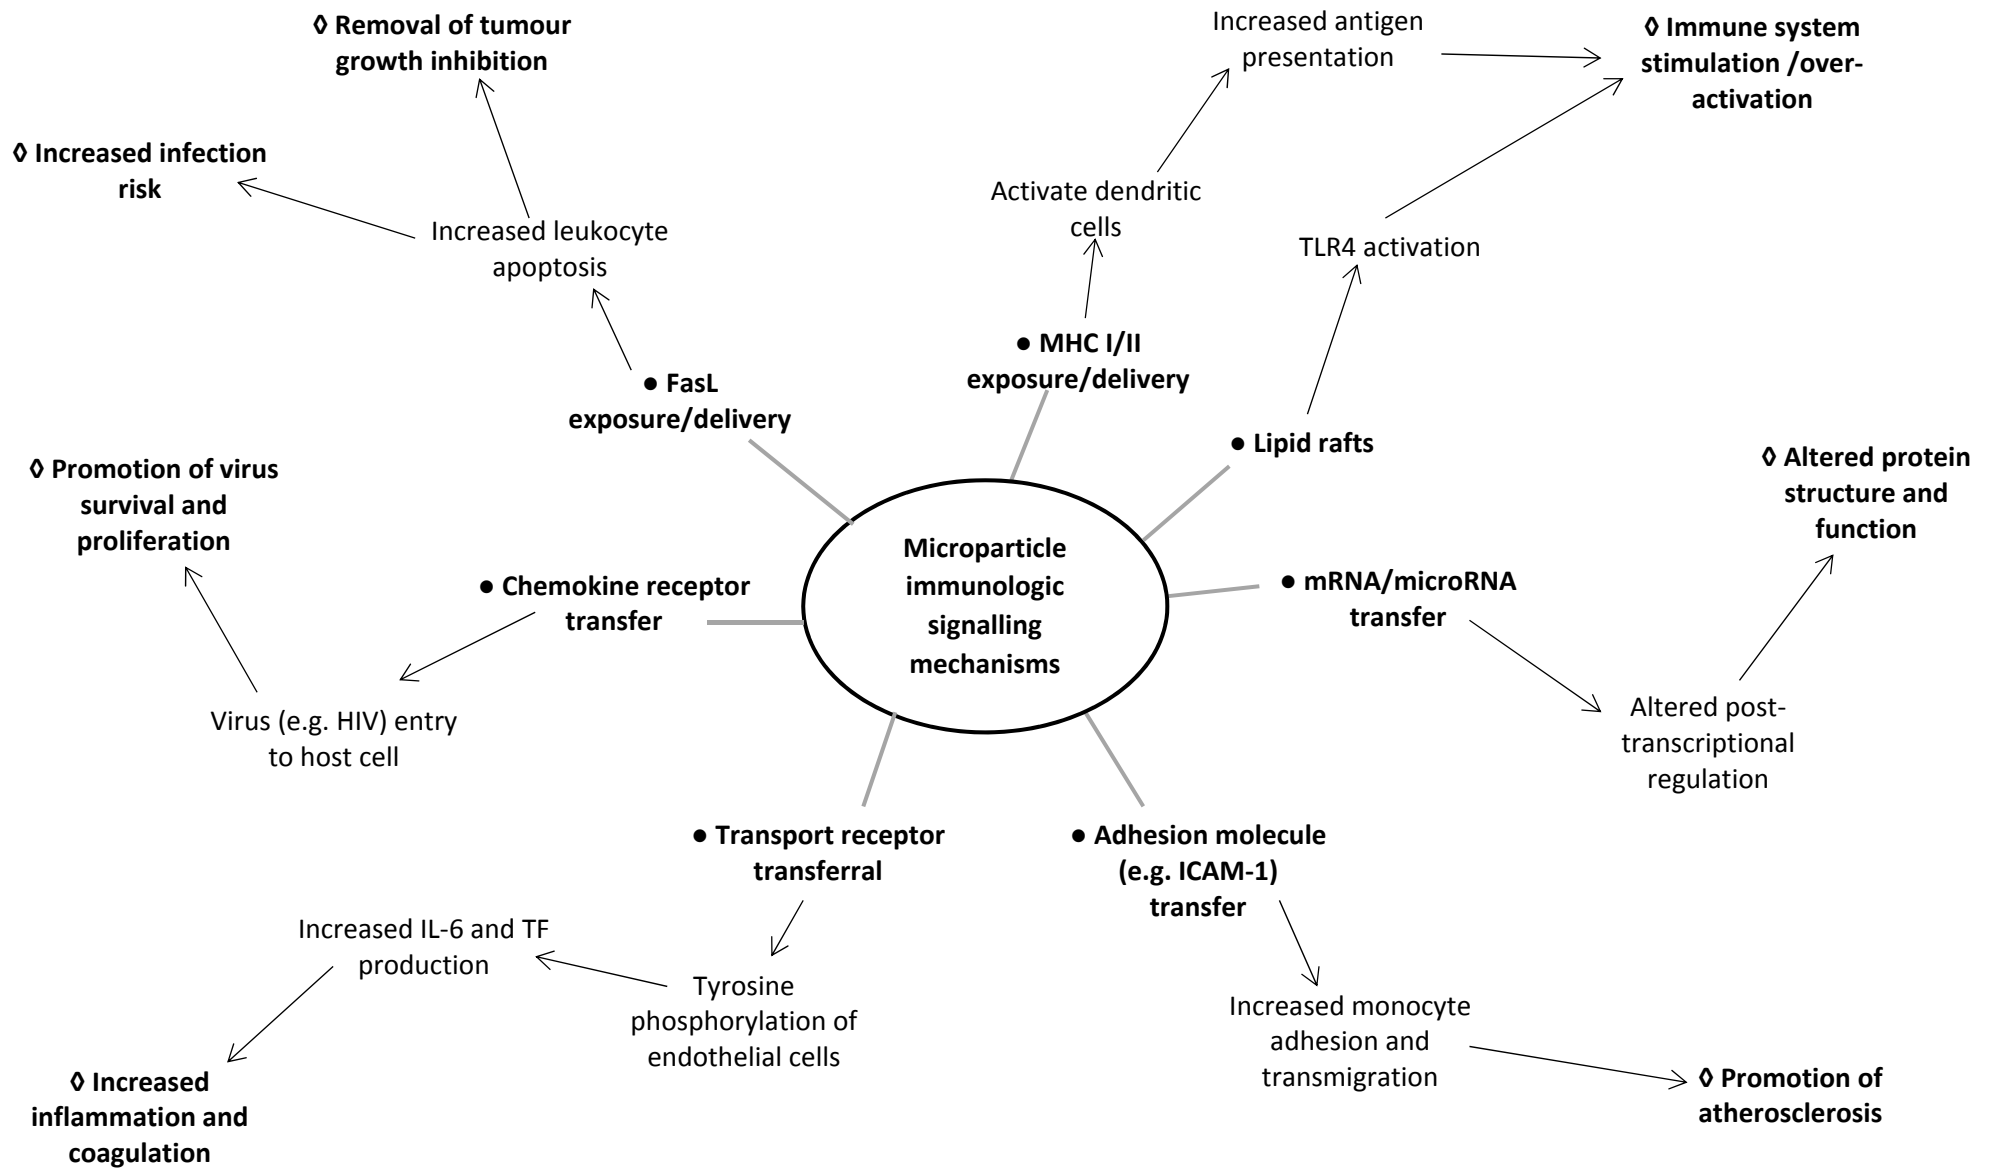 ◊ Removal of tumour
growth inhibition
Increased antigen
presentation
◊ Immune system
stimulation /over-
activation
◊ Increased infection
risk
Activate dendritic
cells
Increased leukocyte
apoptosis
TLR4 activation
● MHC I/II
exposure/delivery
● FasL
exposure/delivery
● Lipid rafts
◊ Promotion of virus
survival and
proliferation
◊ Altered protein
structure and
function
Microparticle
immunologic
signalling
mechanisms
● Chemokine receptor
transfer
● mRNA/microRNA
transfer
Virus (e.g. HIV) entry
to host cell
Altered post-
transcriptional
regulation
● Transport receptor
transferral
● Adhesion molecule
(e.g. ICAM-1)
transfer
Increased IL-6 and TF
production
Tyrosine
phosphorylation of
endothelial cells
Increased monocyte
adhesion and
transmigration
◊ Increased
inflammation and
coagulation
◊ Promotion of
atherosclerosis